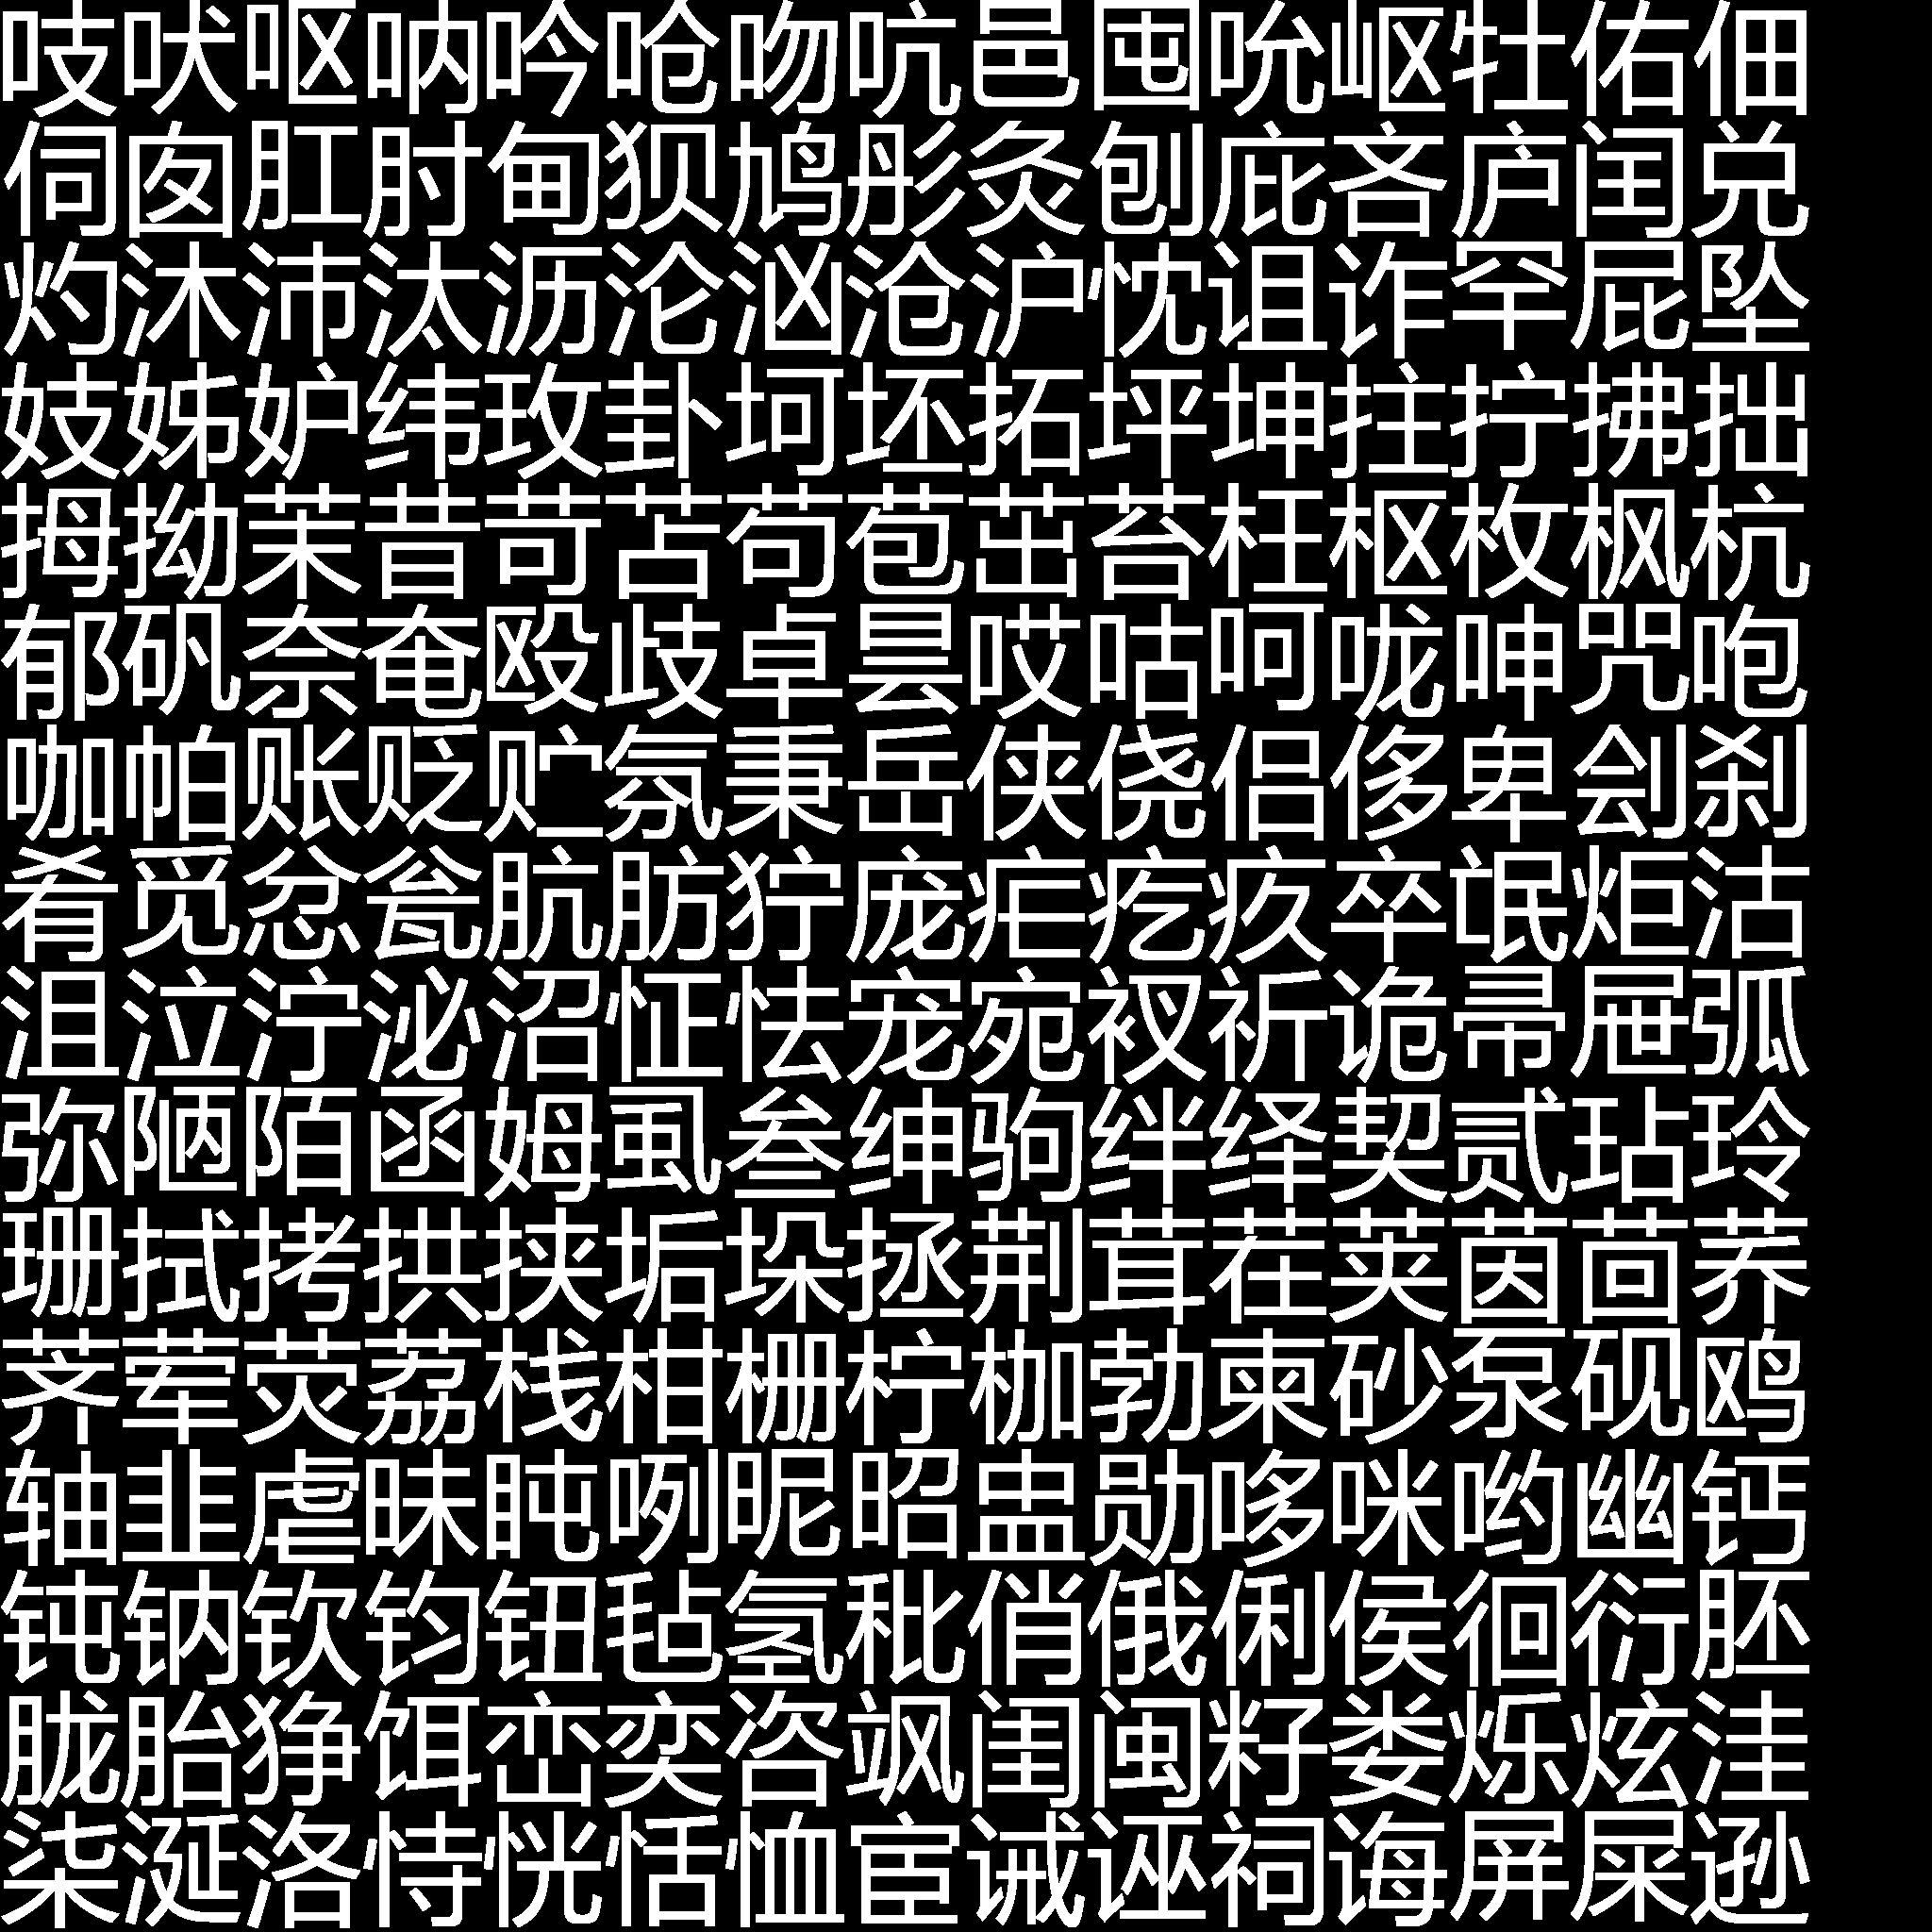 吱吠呕呐吟呛吻吭邑囤吮岖牡佑佃
伺囱肛肘甸狈鸠彤灸刨庇吝庐闰兑
灼沐沛汰沥沦汹沧沪忱诅诈罕屁坠
妓姊妒纬玫卦坷坯拓坪坤拄拧拂拙
拇拗茉昔苛苫苟苞茁苔枉枢枚枫杭
郁矾奈奄殴歧卓昙哎咕呵咙呻咒咆
咖帕账贬贮氛秉岳侠侥侣侈卑刽刹
肴觅忿瓮肮肪狞庞疟疙疚卒氓炬沽
沮泣泞泌沼怔怯宠宛衩祈诡帚屉弧
弥陋陌函姆虱叁绅驹绊绎契贰玷玲
珊拭拷拱挟垢垛拯荆茸茬荚茵茴荞
荠荤荧荔栈柑栅柠枷勃柬砂泵砚鸥
轴韭虐昧盹咧昵昭盅勋哆咪哟幽钙
钝钠钦钧钮毡氢秕俏俄俐侯徊衍胚
胧胎狰饵峦奕咨飒闺闽籽娄烁炫洼
柒涎洛恃恍恬恤宦诫诬祠诲屏屎逊